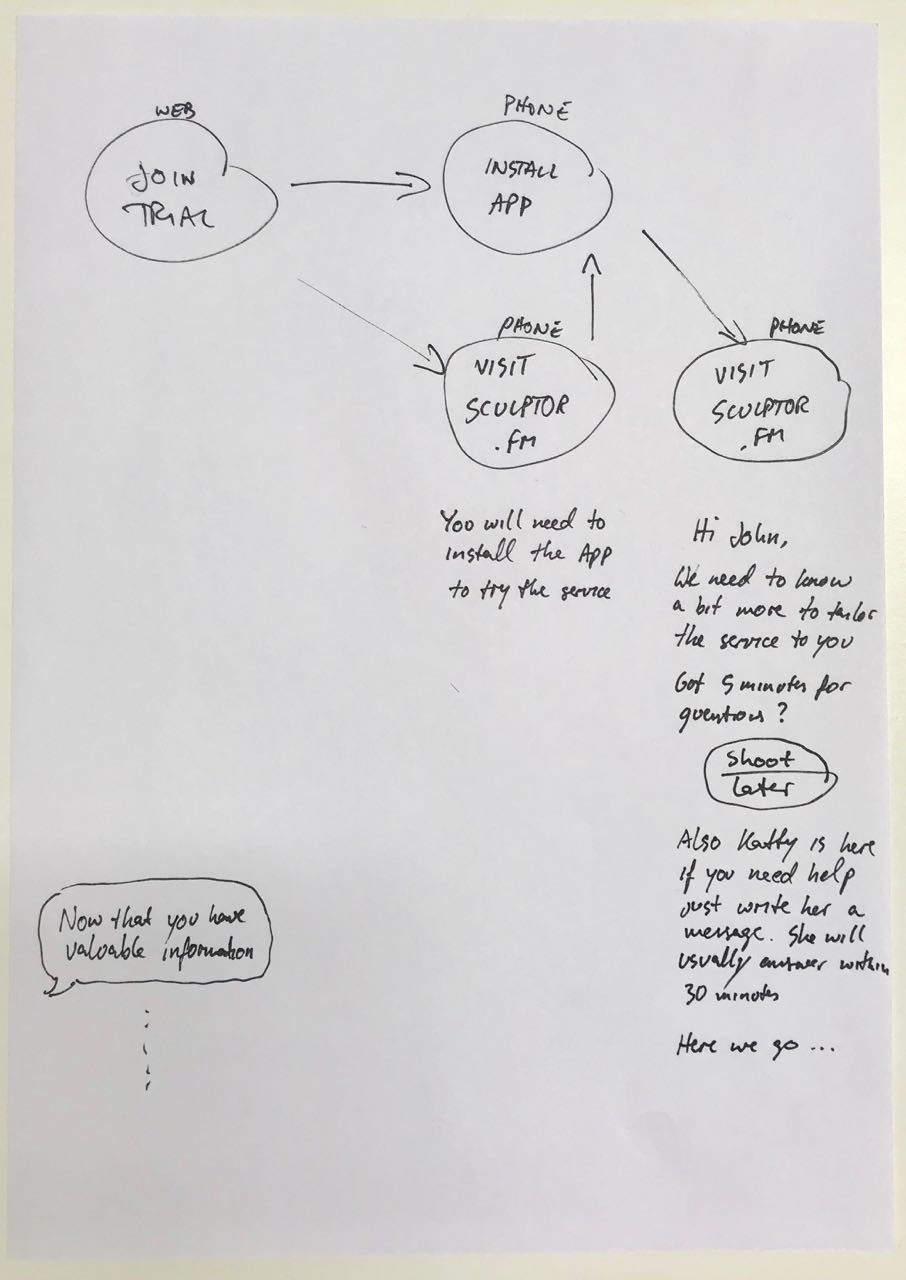 WEB
JOIN
TRIAL
PHONE
INSTALL
APP
PHONE
VISIT
SCULPTOR
.FM
PHONE
VISIT
SCULPTOR
.FM
You will need to
install the App
to try the service
Hi John,
We need to know
a bit more to tailor
the service to you
Got 5 minutes for
questions?
Shoot
Later
Also Kathy is here
if you need help
Just write her a
message. She will
usually answer within
30 minutes
Here we go ...
Now that you have
valuable information